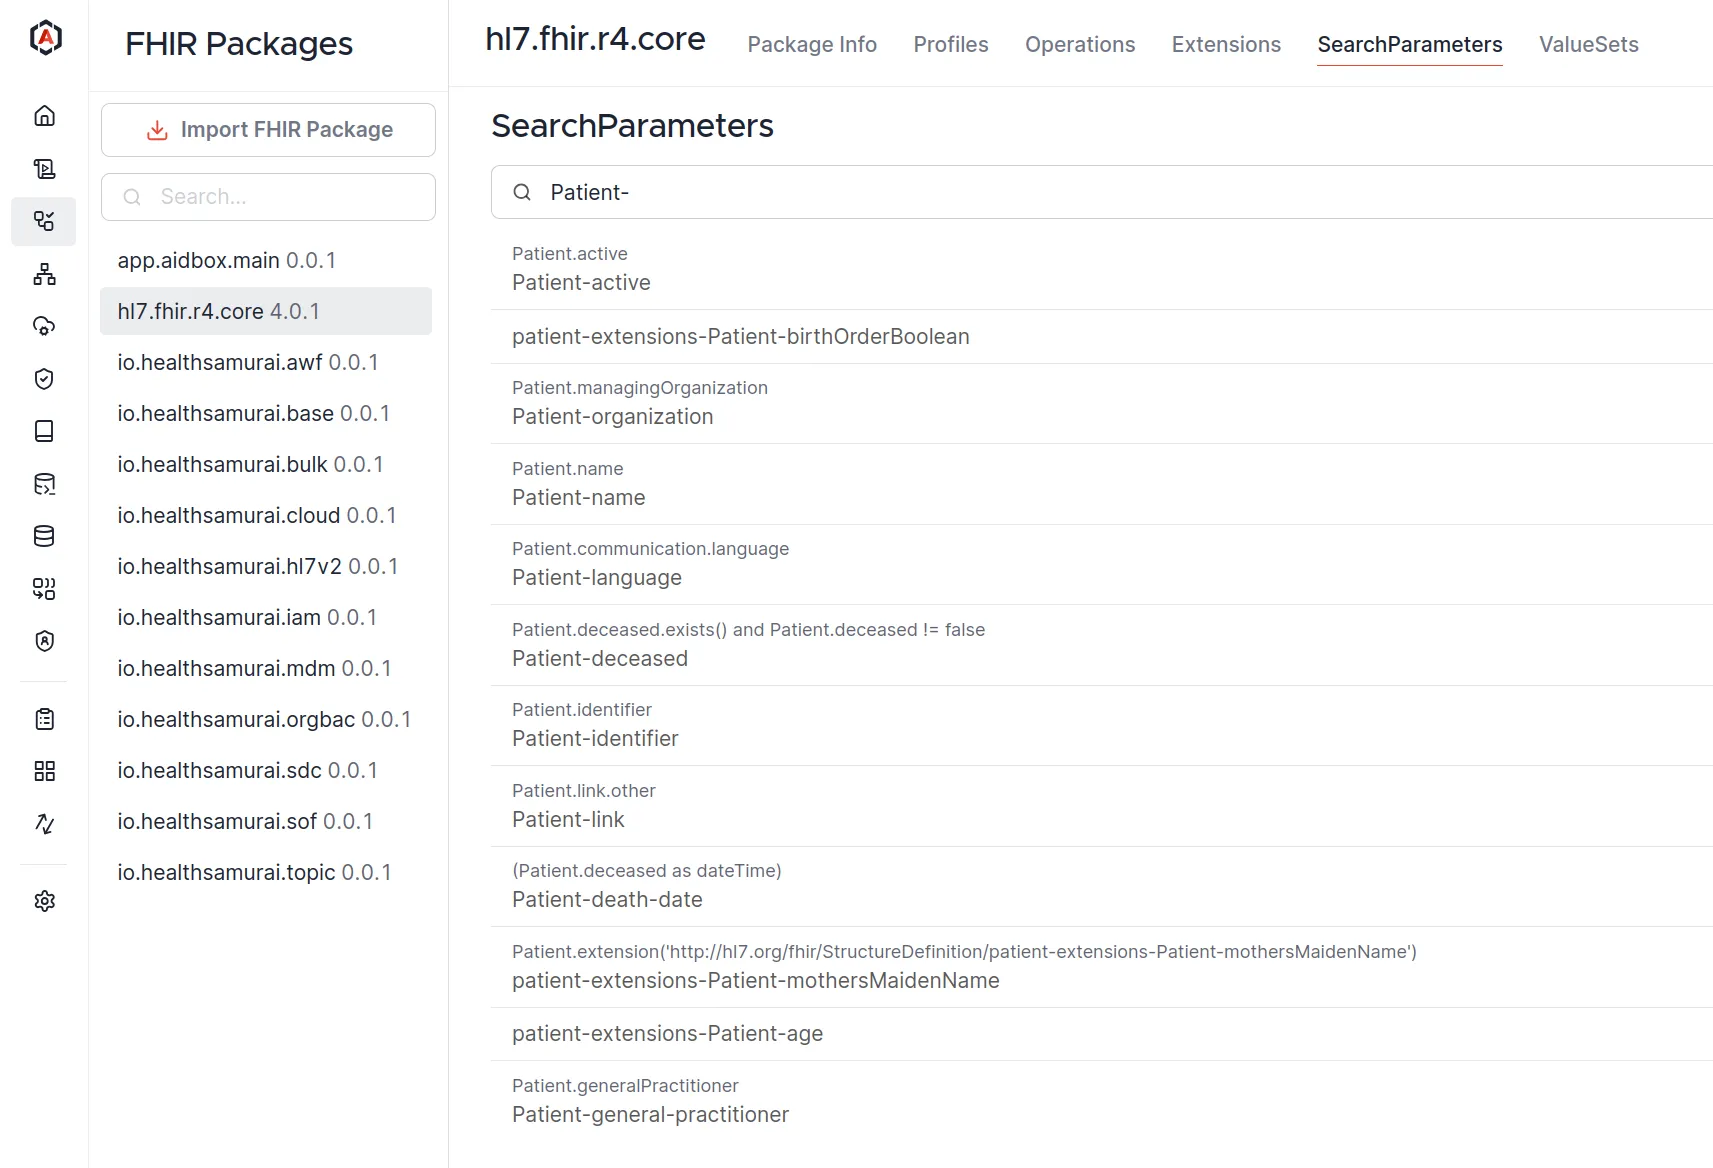 FHIR Packages
Import FHIR Package
Search...
app.aidbox.main 0.0.1
hl7.fhir.r4.core 4.0.1
io.healthsamurai.awf 0.0.1
io.healthsamurai.base 0.0.1
io.healthsamurai.bulk 0.0.1
io.healthsamurai.cloud 0.0.1
io.healthsamurai.hl7v2 0.0.1
io.healthsamurai.iam 0.0.1
io.healthsamurai.mdm 0.0.1
io.healthsamurai.orgbac 0.0.1
io.healthsamurai.sdc 0.0.1
io.healthsamurai.sof 0.0.1
io.healthsamurai.topic 0.0.1
hl7.fhir.r4.core Package Info Profiles Operations Extensions SearchParameters ValueSets
SearchParameters
Patient-
Patient.active
Patient-active
patient-extensions-Patient-birthOrderBoolean
Patient.managingOrganization
Patient-organization
Patient.name
Patient-name
Patient.communication.language
Patient-language
Patient.deceased.exists() and Patient.deceased != false
Patient-deceased
Patient.identifier
Patient-identifier
Patient.link.other
Patient-link
(Patient.deceased as dateTime)
Patient-death-date
Patient.extension('http://hl7.org/fhir/StructureDefinition/patient-extensions-Patient-mothersMaidenName')
patient-extensions-Patient-mothersMaidenName
patient-extensions-Patient-age
Patient.generalPractitioner
Patient-general-practitioner